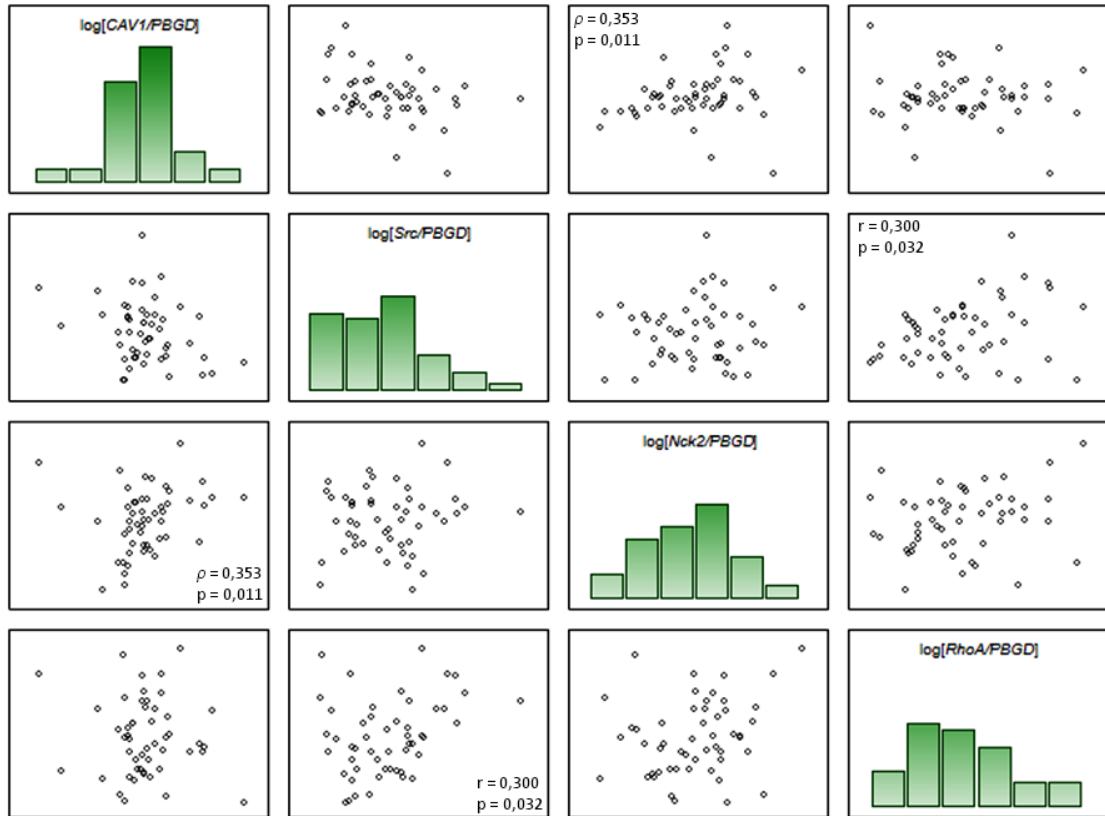 log[CAV1/PBGD]
ρ = 0,353
p = 0,011
log[Src/PBGD]
r = 0,300
p = 0,032
log[Nck2/PBGD]
ρ = 0,353
p = 0,011
log[RhoA/PBGD]
r = 0,300
p = 0,032